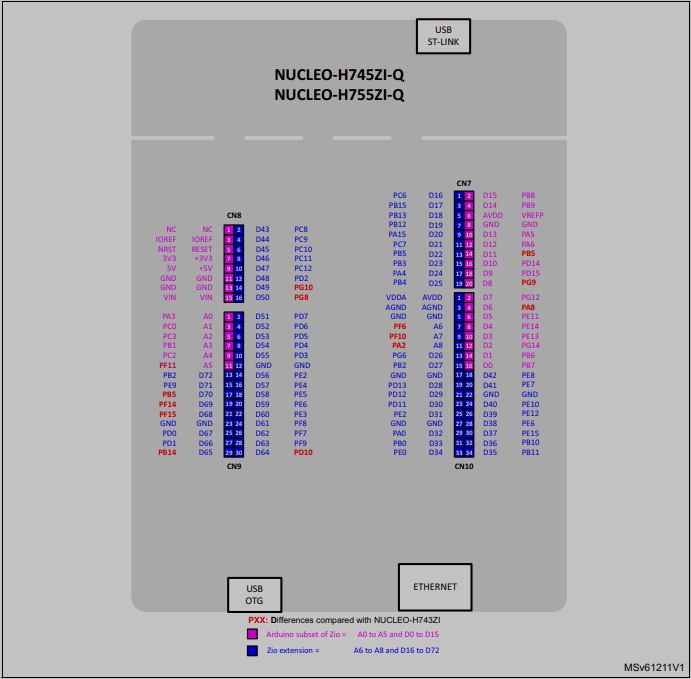 USB
ST-LINK
NUCLEO-H745ZI-Q
NUCLEO-H755ZI-Q
CN8
NC NC 1 2 D43 PC8
IOREF IOREF 3 4 D44 PC9
NRST RESET 5 6 D45 PC10
3V3 +3V3 7 8 D46 PC11
5V +5V 9 10 D47 PC12
GND GND 11 12 D48 PD2
GND GND 13 14 D49 PG10
VIN VIN 15 16 D50 PG8
PA3 A0 1 2 D51 PD7
PC0 A1 3 4 D52 PD6
PC3 A2 5 6 D53 PD5
PB1 A3 7 8 D54 PD4
PC2 A4 9 10 D55 PD3
PF11 A5 11 12 GND GND
PB2 D72 13 14 D56 PE2
PE9 D71 15 16 D57 PE4
PB5 D70 17 18 D58 PE5
PF14 D69 19 20 D59 PE6
PF15 D68 21 22 D60 PE3
GND GND 23 24 D61 PF8
PD0 D67 25 26 D62 PF7
PD1 D66 27 28 D63 PF9
PB14 D65 29 30 D64 PD10
CN9
CN7
PC6 D16 1 2 D15 PB8
PB15 D17 3 4 D14 PB9
PB13 D18 5 6 AVDD VREFP
PB12 D19 7 8 GND GND
PA15 D20 9 10 D13 PA5
PC7 D21 11 12 D12 PA6
PB5 D22 13 14 D11 PB5
PB3 D23 15 16 D10 PD14
PA4 D24 17 18 D9 PD15
PB4 D25 19 20 D8 PG9
VDDA AVDD 1 2 D7 PG12
AGND AGND 3 4 D6 PA8
GND GND 5 6 D5 PE11
PF6 A6 7 8 D4 PE14
PF10 A7 9 10 D3 PE13
PA2 A8 11 12 D2 PG14
PG6 D26 13 14 D1 PB6
PB2 D27 15 16 D0 PB7
GND GND 17 18 D42 PE8
PD13 D28 19 20 D41 PE7
PD12 D29 21 22 GND GND
PD11 D30 23 24 D40 PE10
PE2 D31 25 26 D39 PE12
GND GND 27 28 D38 PE6
PA0 D32 29 30 D37 PE15
PB0 D33 31 32 D36 PB10
PE0 D34 33 34 D35 PB11
CN10
USB
OTG
ETHERNET
PXX: Differences compared with NUCLEO-H743ZI
Arduino subset of Zio = A0 to A5 and D0 to D15
Zio extension = A6 to A8 and D16 to D72
MSv61211V1